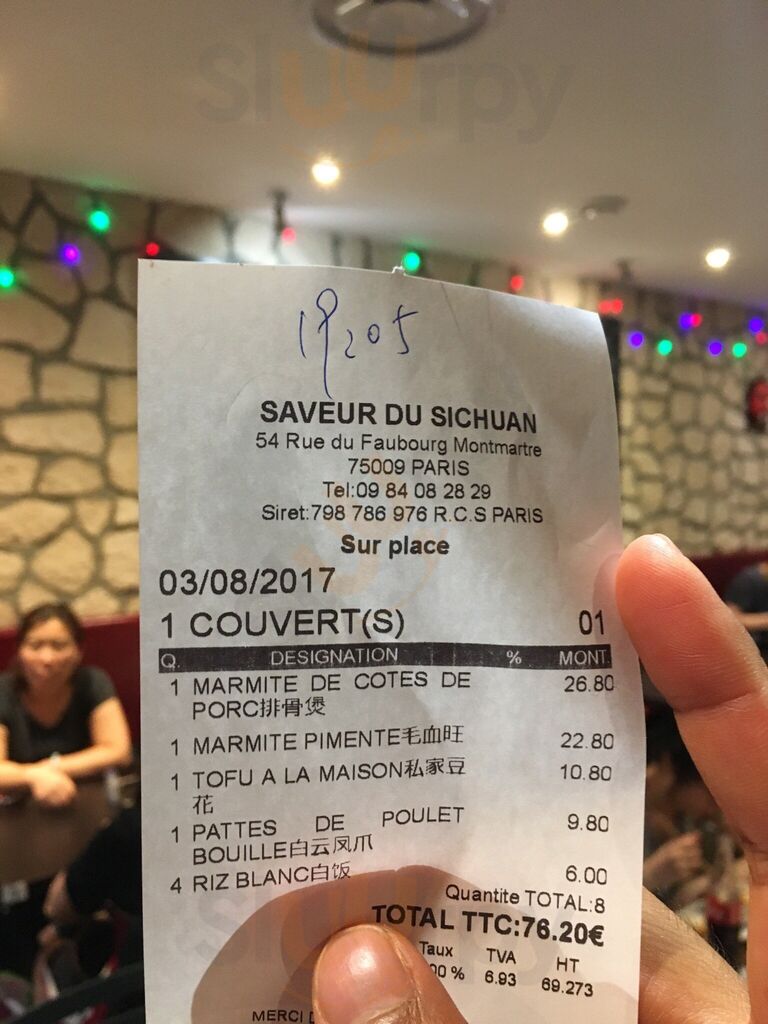 Sluurpy
19205
SAVEUR DU SICHUAN
54 Rue du Faubourg Montmartre
75009 PARIS
Tel:09 84 08 28 29
Siret:798 786 976 R.C.S PARIS
Sur place
03/08/2017
1 COUVERT(S) 01
Q. DESIGNATION % MONT
1 MARMITE DE COTES DE 26.80
PORC排骨煲
1 MARMITE PIMENTE毛血旺 22.80
1 TOFU A LA MAISON私家豆 10.80
花
1 PATTES DE POULET 9.80
BOUILLE白云凤爪
4 RIZ BLANC白饭 6.00
Quantite TOTAL:8
TOTAL TTC:76.20€
Taux TVA HT
00 % 6.93 69.273
MERCI